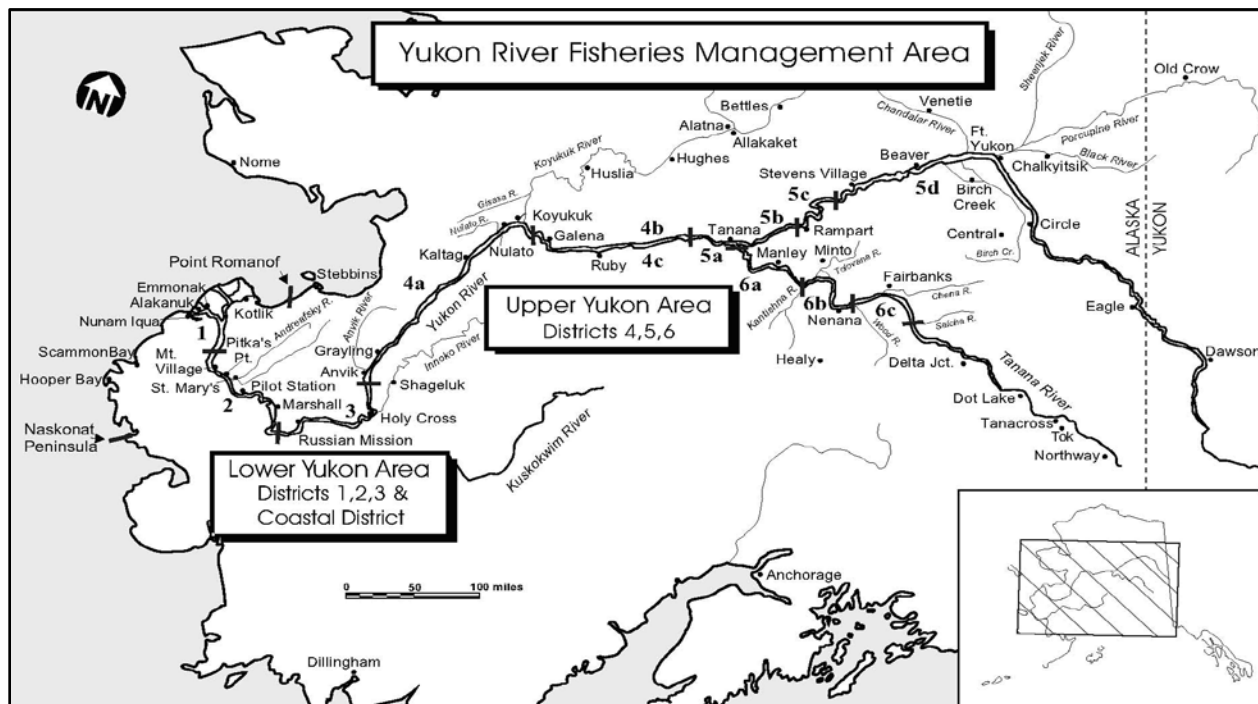 Yukon River Fisheries Management Area
N
Sheenjek River
Old Crow
Bettles
Venetie
Chandalar River
Alatna
Allakaket
Ft.
Yukon
Porcupine River
Nome
Koyukuk River
Hughes
Beaver
Chalkyitsik
Black River
Huslia
Stevens Village
5d
Birch
Creek
Gisasa R.
5c
Koyukuk
Nulato R.
5b
Rampart
Circle
ALASKA
YUKON
4b
Tanana
Galena
Central
Kaltag
Nulato
Manley
Minto
Birch Cr.
Point Romanof
5a
Ruby
4c
Tolovana R.
Stebbins
6a
Fairbanks
Emmonak
4a
Yukon River
Alakanuk
Kotlik
Andreafsky R.
Upper Yukon Area
Districts 4,5,6
Kantishna R.
6b
6c
Chena R.
Eagle
Nunam Iqua
Anvik River
Nenana
Salcha R.
1
Wood R.
Pitka's
Pt.
Innoko River
Scammon Bay
Mt.
Village
Grayling
Healy
Delta Jct.
Dawson
Hooper Bay
St. Mary's
Anvik
Shageluk
Pilot Station
2
Marshall
3
Holy Cross
Dot Lake
Tanana River
Naskonat
Peninsula
Russian Mission
Tanacross
Tok
Northway
Kuskokwim River
Lower Yukon Area
Districts 1,2,3 &
Coastal District
Anchorage
0 50 100 miles
Dillingham